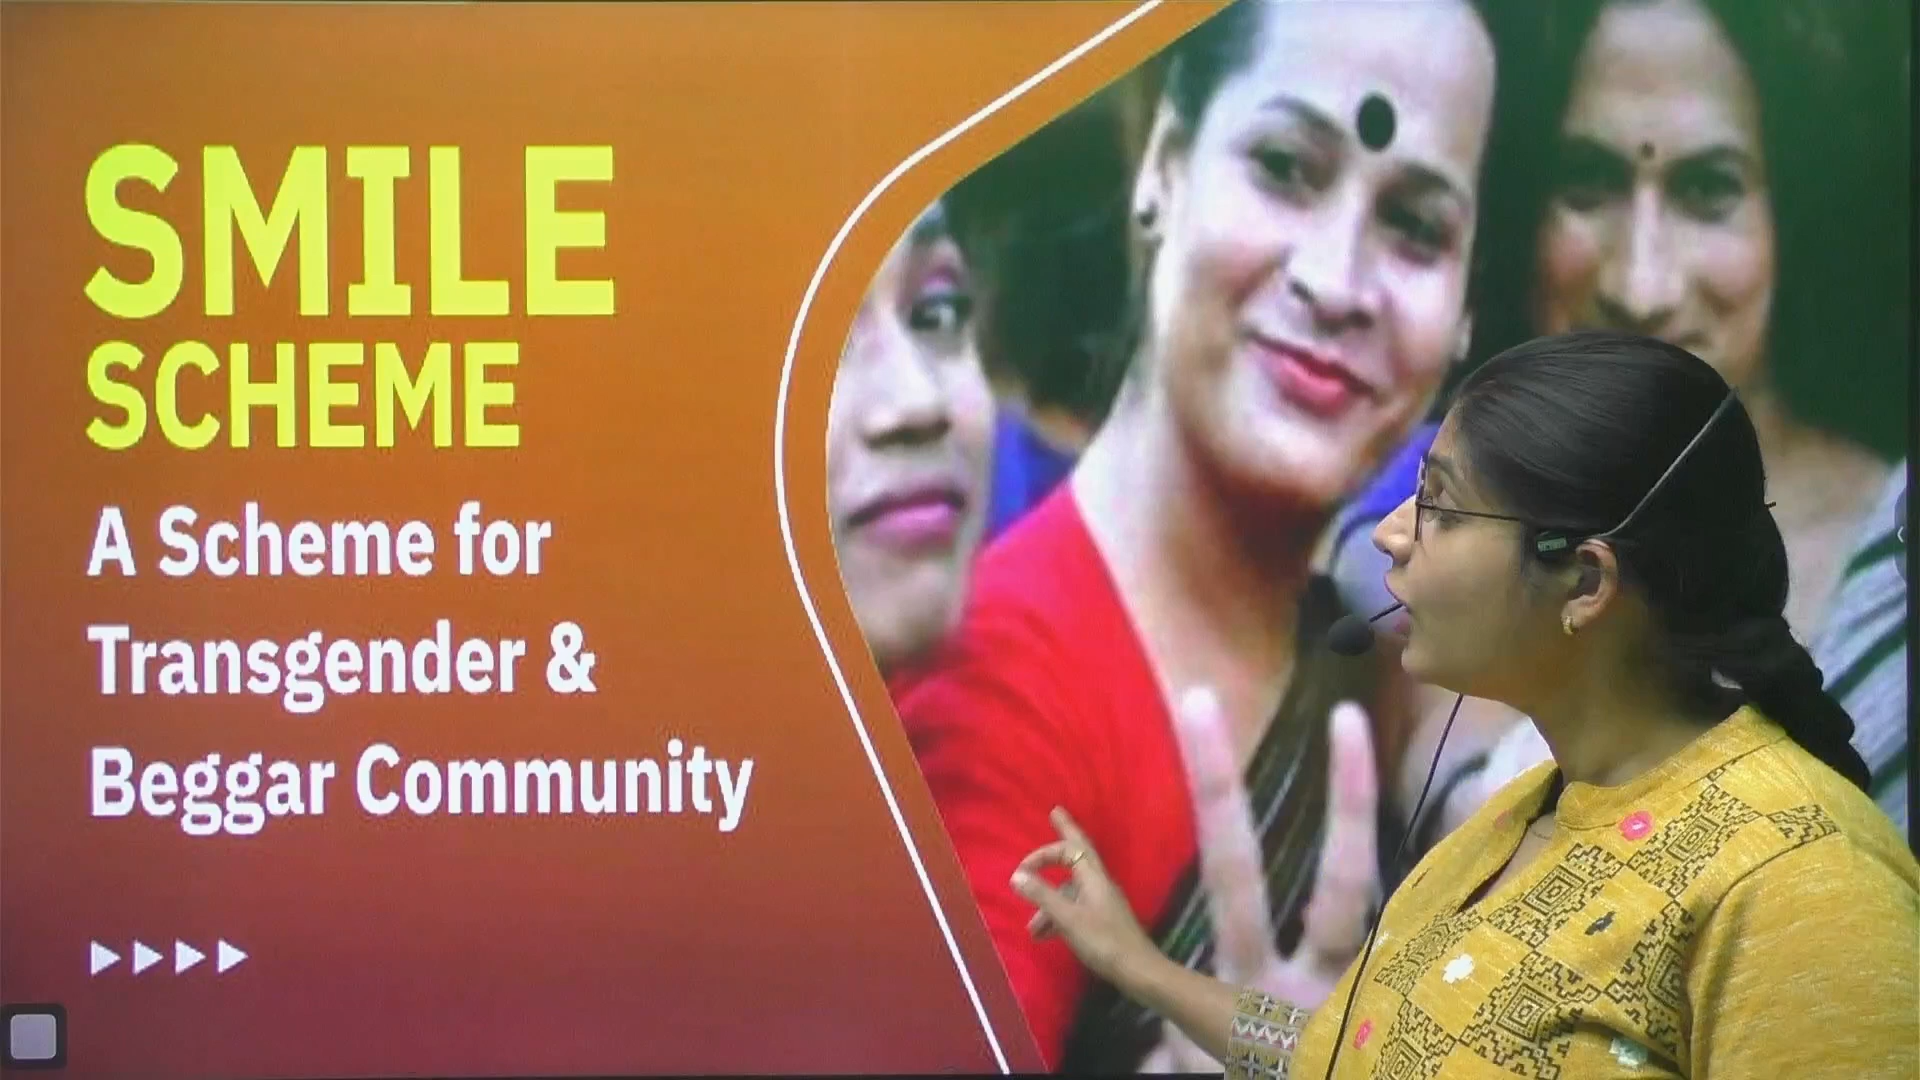 SMILE
SCHEME
A Scheme for
Transgender &
Beggar Community